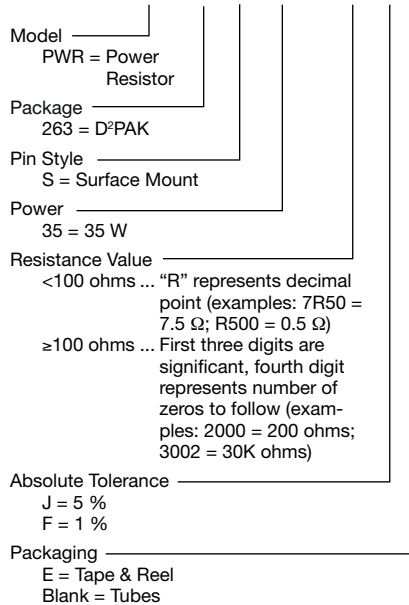 Model
PWR = Power
Resistor
Package
263 = D²PAK
Pin Style
S = Surface Mount
Power
35 = 35 W
Resistance Value
<100 ohms ... “R” represents decimal
point (examples: 7R50 =
7.5 Ω; R500 = 0.5 Ω)
≥100 ohms ... First three digits are
significant, fourth digit
represents number of
zeros to follow (exam-
ples: 2000 = 200 ohms;
3002 = 30K ohms)
Absolute Tolerance
J = 5 %
F = 1 %
Packaging
E = Tape & Reel
Blank = Tubes